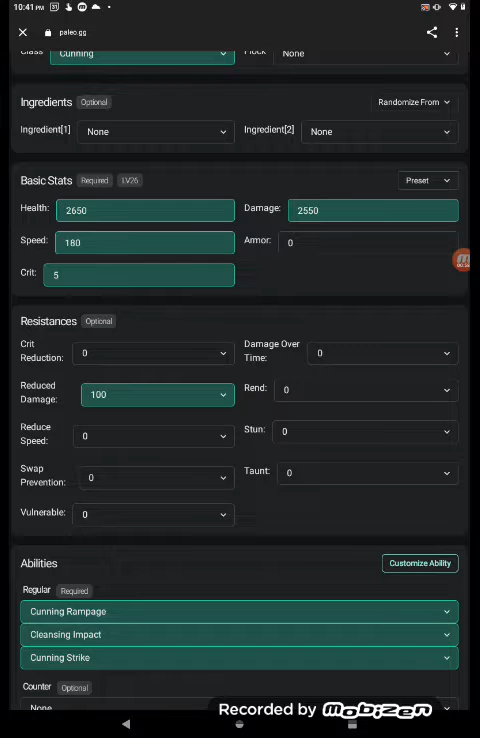 10:41 PM 31
paleo.gg
Class Cunning Flock None
Ingredients Optional Randomize From
Ingredient[1] None Ingredient[2] None
Basic Stats Required LV26 Preset
Health: 2650 Damage: 2550
Speed: 180 Armor: 0
Crit: 5
00:58
Resistances Optional
Crit Reduction: 0 Damage Over Time: 0
Reduced Damage: 100 Rend: 0
Reduce Speed: 0 Stun: 0
Swap Prevention: 0 Taunt: 0
Vulnerable: 0
Abilities Customize Ability
Regular Required
Cunning Rampage
Cleansing Impact
Cunning Strike
Counter Optional
None
Recorded by MOBIZEN